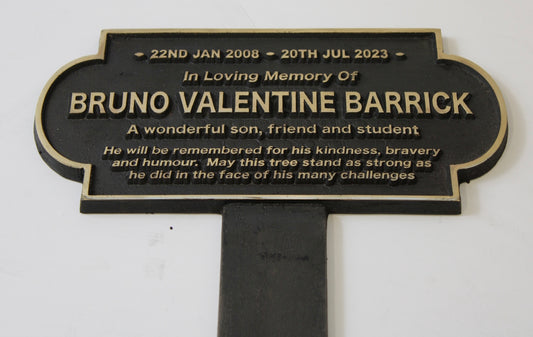 22ND JAN 2008 - 20TH JUL 2023
In Loving Memory Of
BRUNO VALENTINE BARRICK
A wonderful son, friend and student
He will be remembered for his kindness, bravery
and humour. May this tree stand as strong as
he did in the face of his many challenges